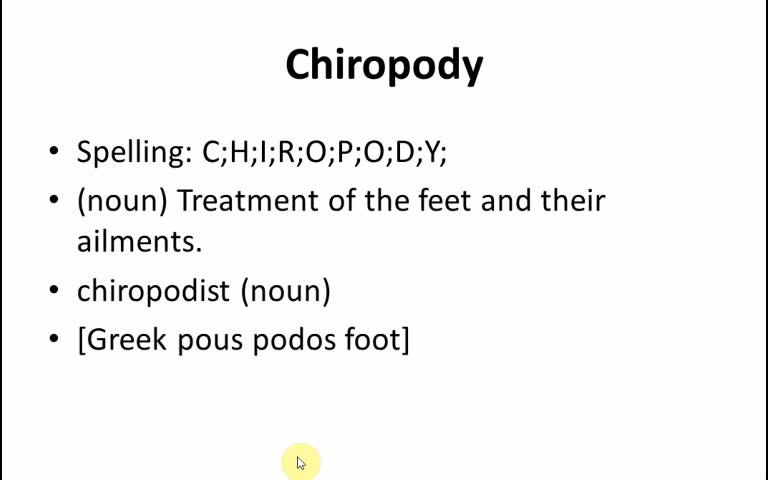 Chiropody
• Spelling: C;H;I;R;O;P;O;D;Y;
• (noun) Treatment of the feet and their
ailments.
• chiropodist (noun)
• [Greek pous podos foot]